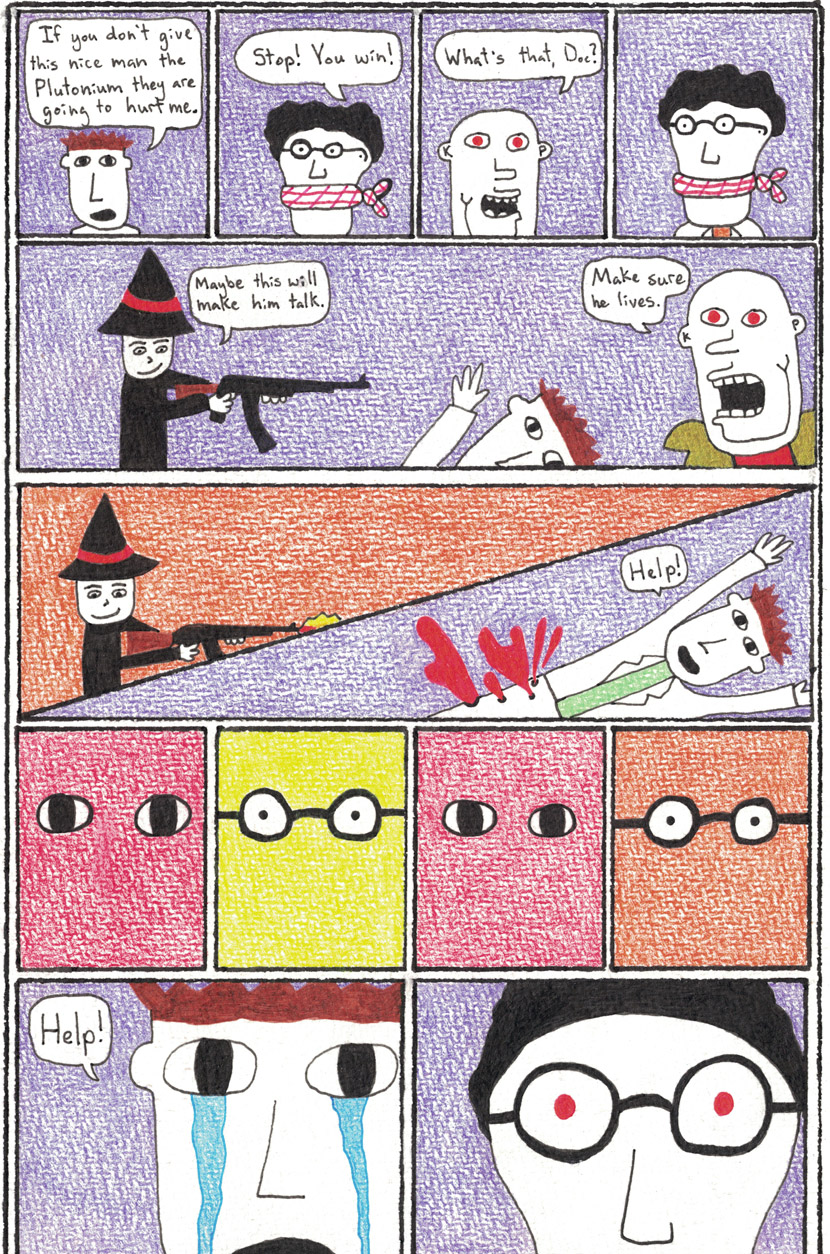 If you don't give
this nice man the
Plutonium they are
going to hurt me.
Stop! You win!
What's that, Doc?
Maybe this will
make him talk.
Make sure
he lives.
Help!
Help!